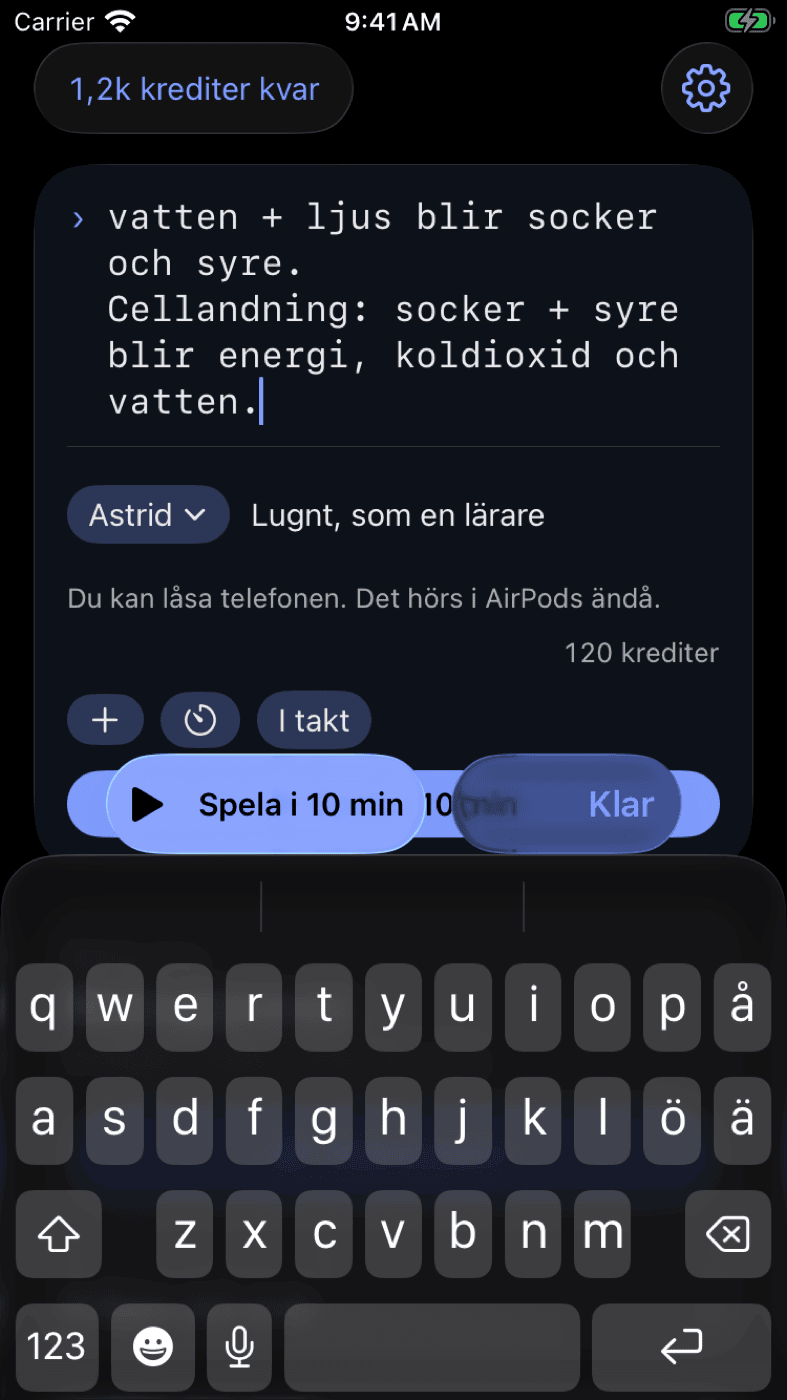 Carrier 9:41 AM
1,2k krediter kvar
› vatten + ljus blir socker
och syre.
Cellandning: socker + syre
blir energi, koldioxid och
vatten.
Astrid Lugnt, som en lärare
Du kan låsa telefonen. Det hörs i AirPods ändå.
120 krediter
+ I takt
Spela i 10 min 10 min Klar
q w e r t y u i o p å
a s d f g h j k l ö ä
z x c v b n m
123